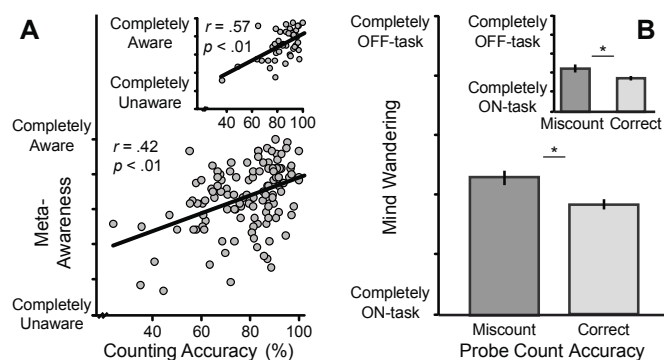 A
Completely
Aware
r = .57
p < .01
Completely
Unaware
40 60 80 100
Completely
Aware
r = .42
p < .01
Meta-
Awareness
Completely
Unaware
40 60 80 100
Counting Accuracy (%)
B
Completely
OFF-task
Completely
OFF-task
*
Completely
ON-task
Miscount Correct
*
Mind Wandering
Completely
ON-task
Miscount Correct
Probe Count Accuracy